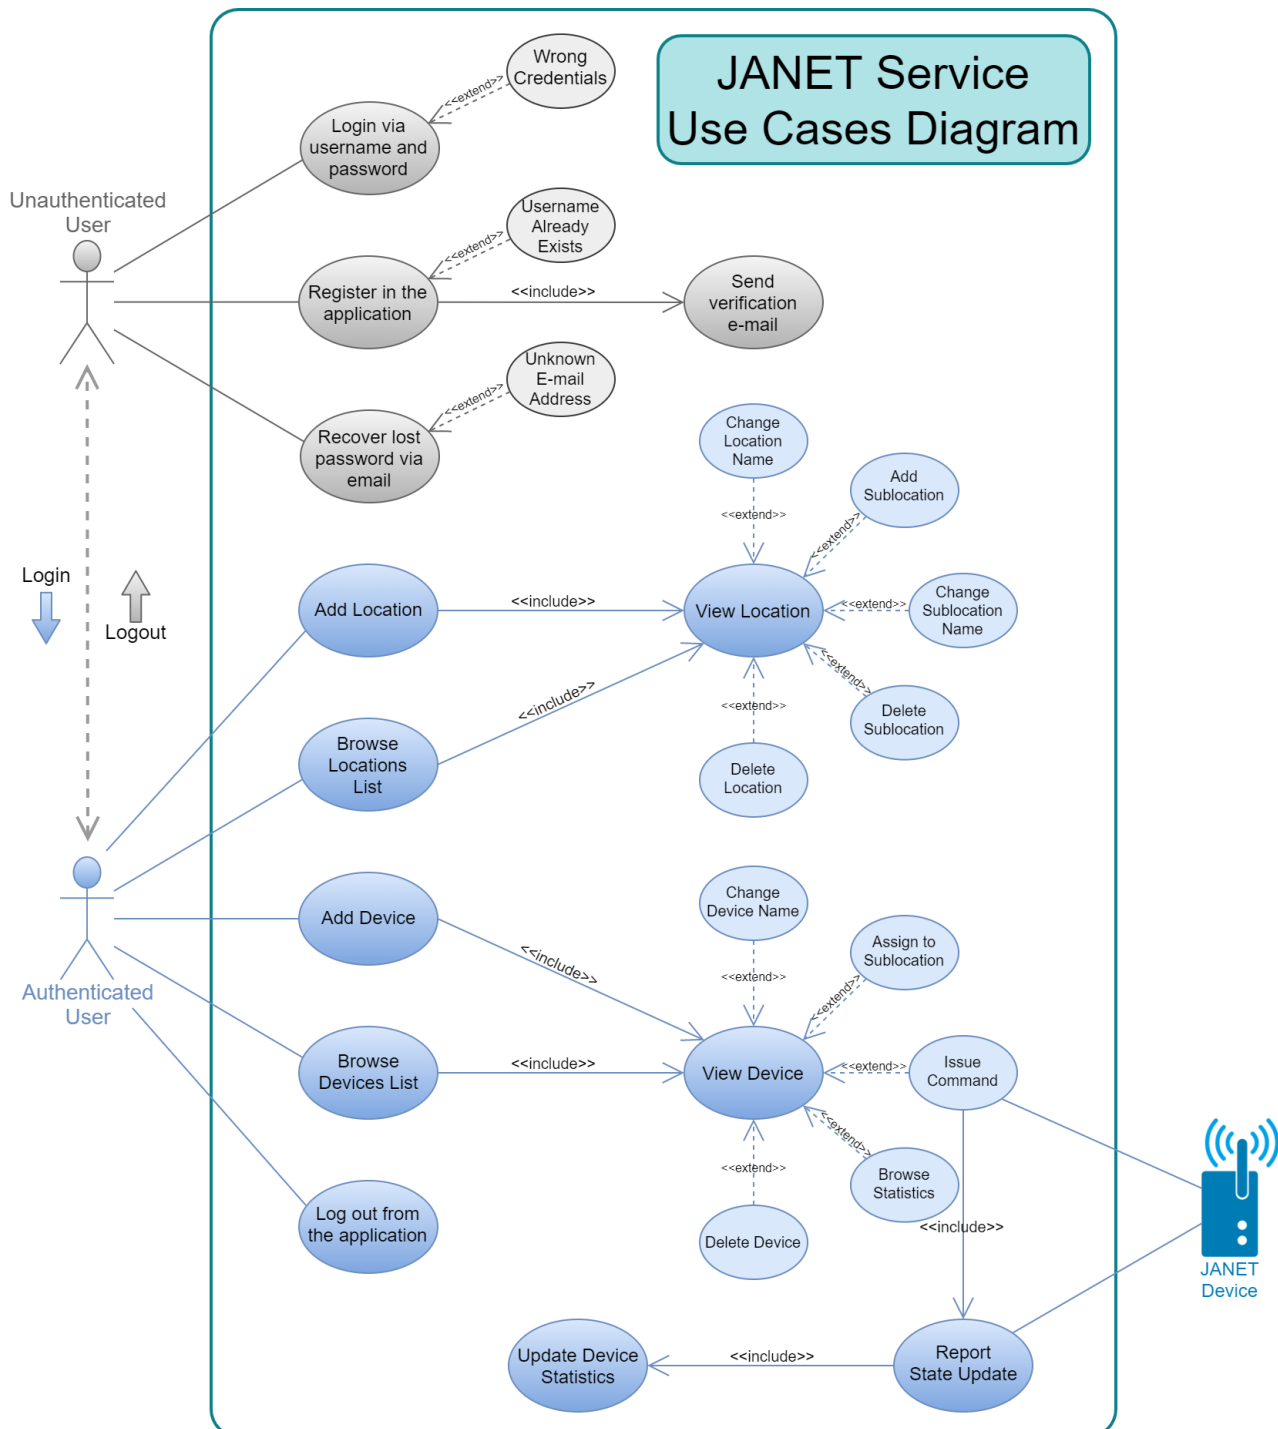 JANET Service
Use Cases Diagram
Wrong
Credentials
<<extend>>
Login via
username and
password
Unauthenticated
User
Username
Already
Exists
<<extend>>
Register in the
application
<<include>>
Send
verification
e-mail
Unknown
E-mail
Address
<<extend>>
Recover lost
password via
email
Change
Location
Name
<<extend>>
Add
Sublocation
<<extend>>
Login
Logout
Add Location
<<include>>
View Location
<<extend>>
Change
Sublocation
Name
<<extend>>
Delete
Sublocation
<<extend>>
Delete
Location
Browse
Locations
List
<<include>>
Authenticated
User
Add Device
<<include>>
Change
Device Name
<<extend>>
Assign to
Sublocation
<<extend>>
Browse
Devices List
<<include>>
View Device
<<extend>>
Issue
Command
<<extend>>
Browse
Statistics
<<extend>>
Delete Device
<<include>>
Log out from
the application
JANET
Device
Update Device
Statistics
<<include>>
Report
State Update